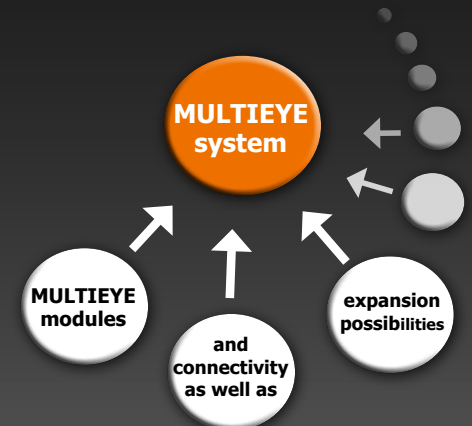 MULTIEYE
system
MULTIEYE
modules
and
connectivity
as well as
expansion
possibilities